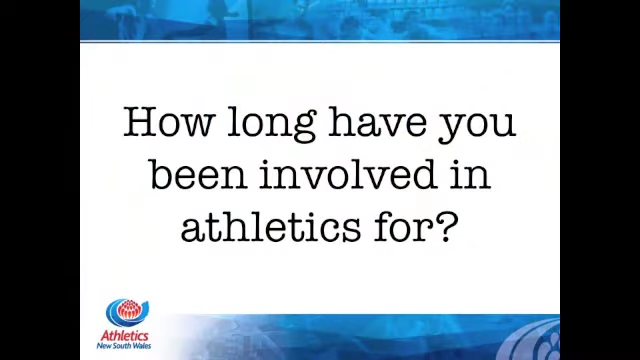 How long have you
been involved in
athletics for?
Athletics
New South Wales